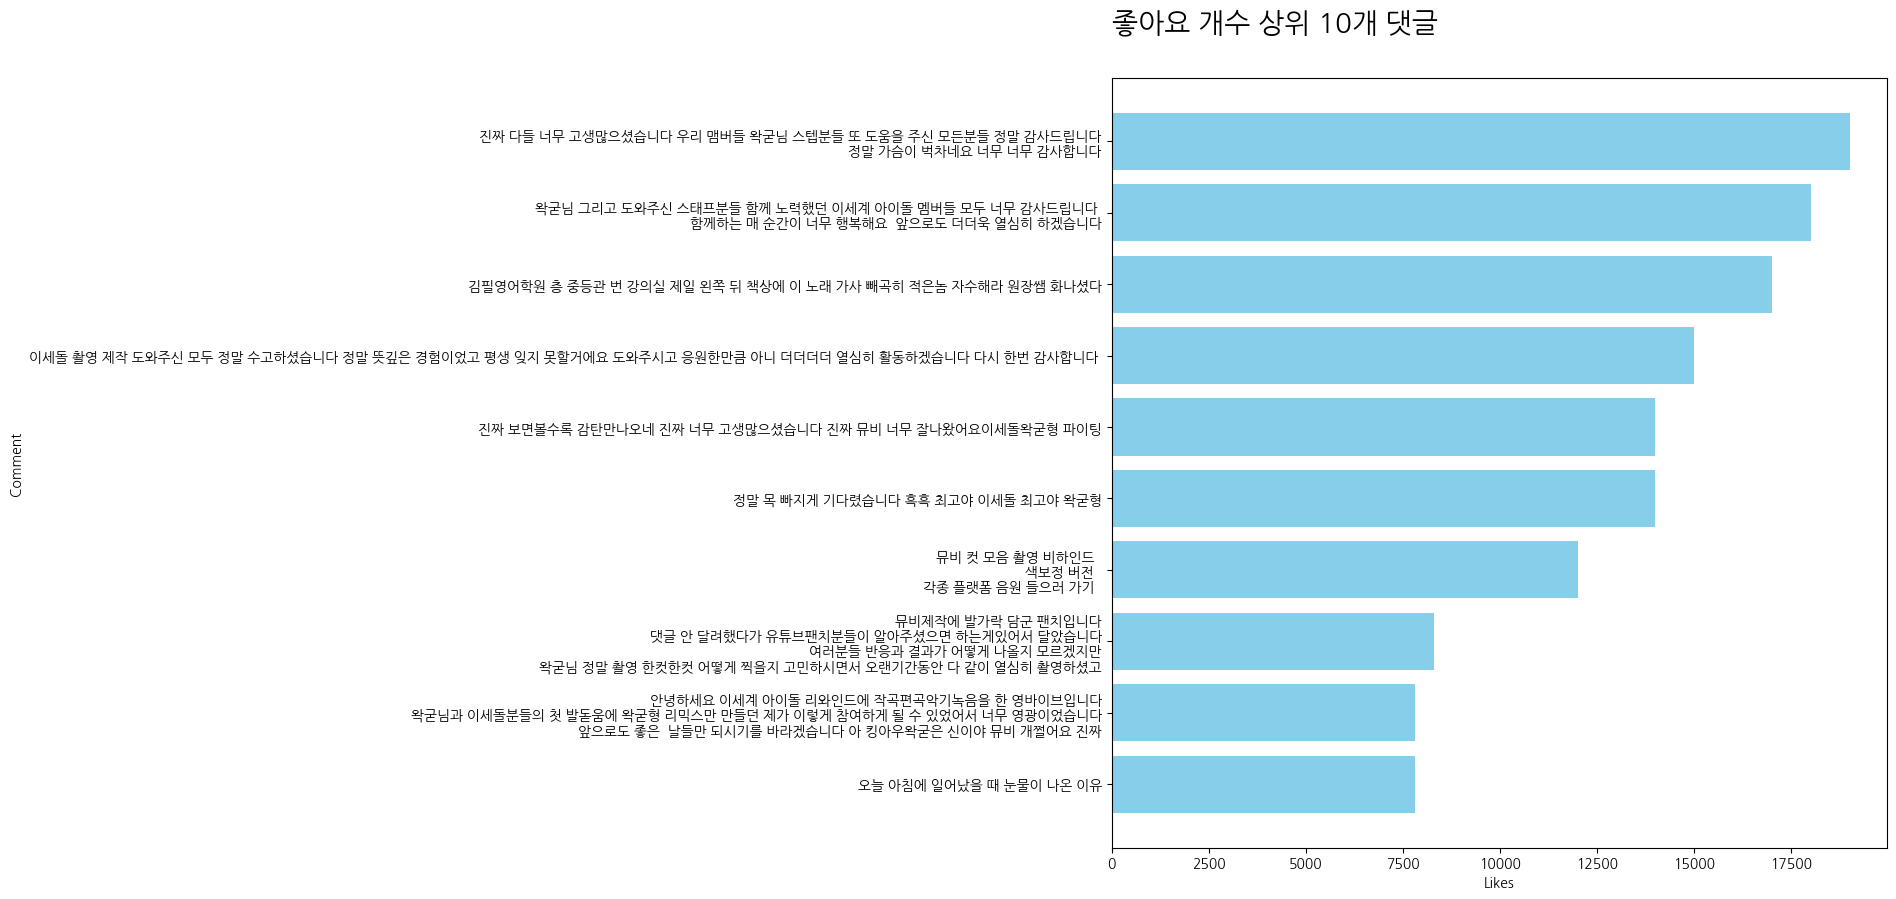 좋아요 개수 상위 10개 댓글
진짜 다들 너무 고생많으셨습니다 우리 맴버들 왁굳님 스텝분들 또 도움을 주신 모든분들 정말 감사드립니다
정말 가슴이 벅차네요 너무 너무 감사합니다
왁굳님 그리고 도와주신 스태프분들 함께 노력했던 이세계 아이돌 멤버들 모두 너무 감사드립니다
함께하는 매 순간이 너무 행복해요  앞으로도 더더욱 열심히 하겠습니다
김필영어학원 층 중등관 번 강의실 제일 왼쪽 뒤 책상에 이 노래 가사 빼곡히 적은놈 자수해라 원장쌤 화나셨다
이세돌 촬영 제작 도와주신 모두 정말 수고하셨습니다 정말 뜻깊은 경험이었고 평생 잊지 못할거에요 도와주시고 응원한만큼 아니 더더더더 열심히 활동하겠습니다 다시 한번 감사합니다
진짜 보면볼수록 감탄만나오네 진짜 너무 고생많으셨습니다 진짜 뮤비 너무 잘나왔어요이세돌왁굳형 파이팅
정말 목 빠지게 기다렸습니다 흑흑 최고야 이세돌 최고야 왁굳형
뮤비 컷 모음 촬영 비하인드
색보정 버전
각종 플랫폼 음원 들으러 가기
뮤비제작에 발가락 담군 팬치입니다
댓글 안 달려했다가 유튜브팬치분들이 알아주셨으면 하는게있어서 달았습니다
여러분들 반응과 결과가 어떻게 나올지 모르겠지만
왁굳님 정말 촬영 한컷한컷 어떻게 찍을지 고민하시면서 오랜기간동안 다 같이 열심히 촬영하셨고
안녕하세요 이세계 아이돌 리와인드에 작곡편곡악기녹음을 한 영바이브입니다
왁굳님과 이세돌분들의 첫 발돋움에 왁굳형 리믹스만 만들던 제가 이렇게 참여하게 될 수 있었어서 너무 영광이었습니다
앞으로도 좋은  날들만 되시기를 바라겠습니다 아 킹아우왁굳은 신이야 뮤비 개쩔어요 진짜
오늘 아침에 일어났을 때 눈물이 나온 이유
Comment
0 2500 5000 7500 10000 12500 15000 17500
Likes